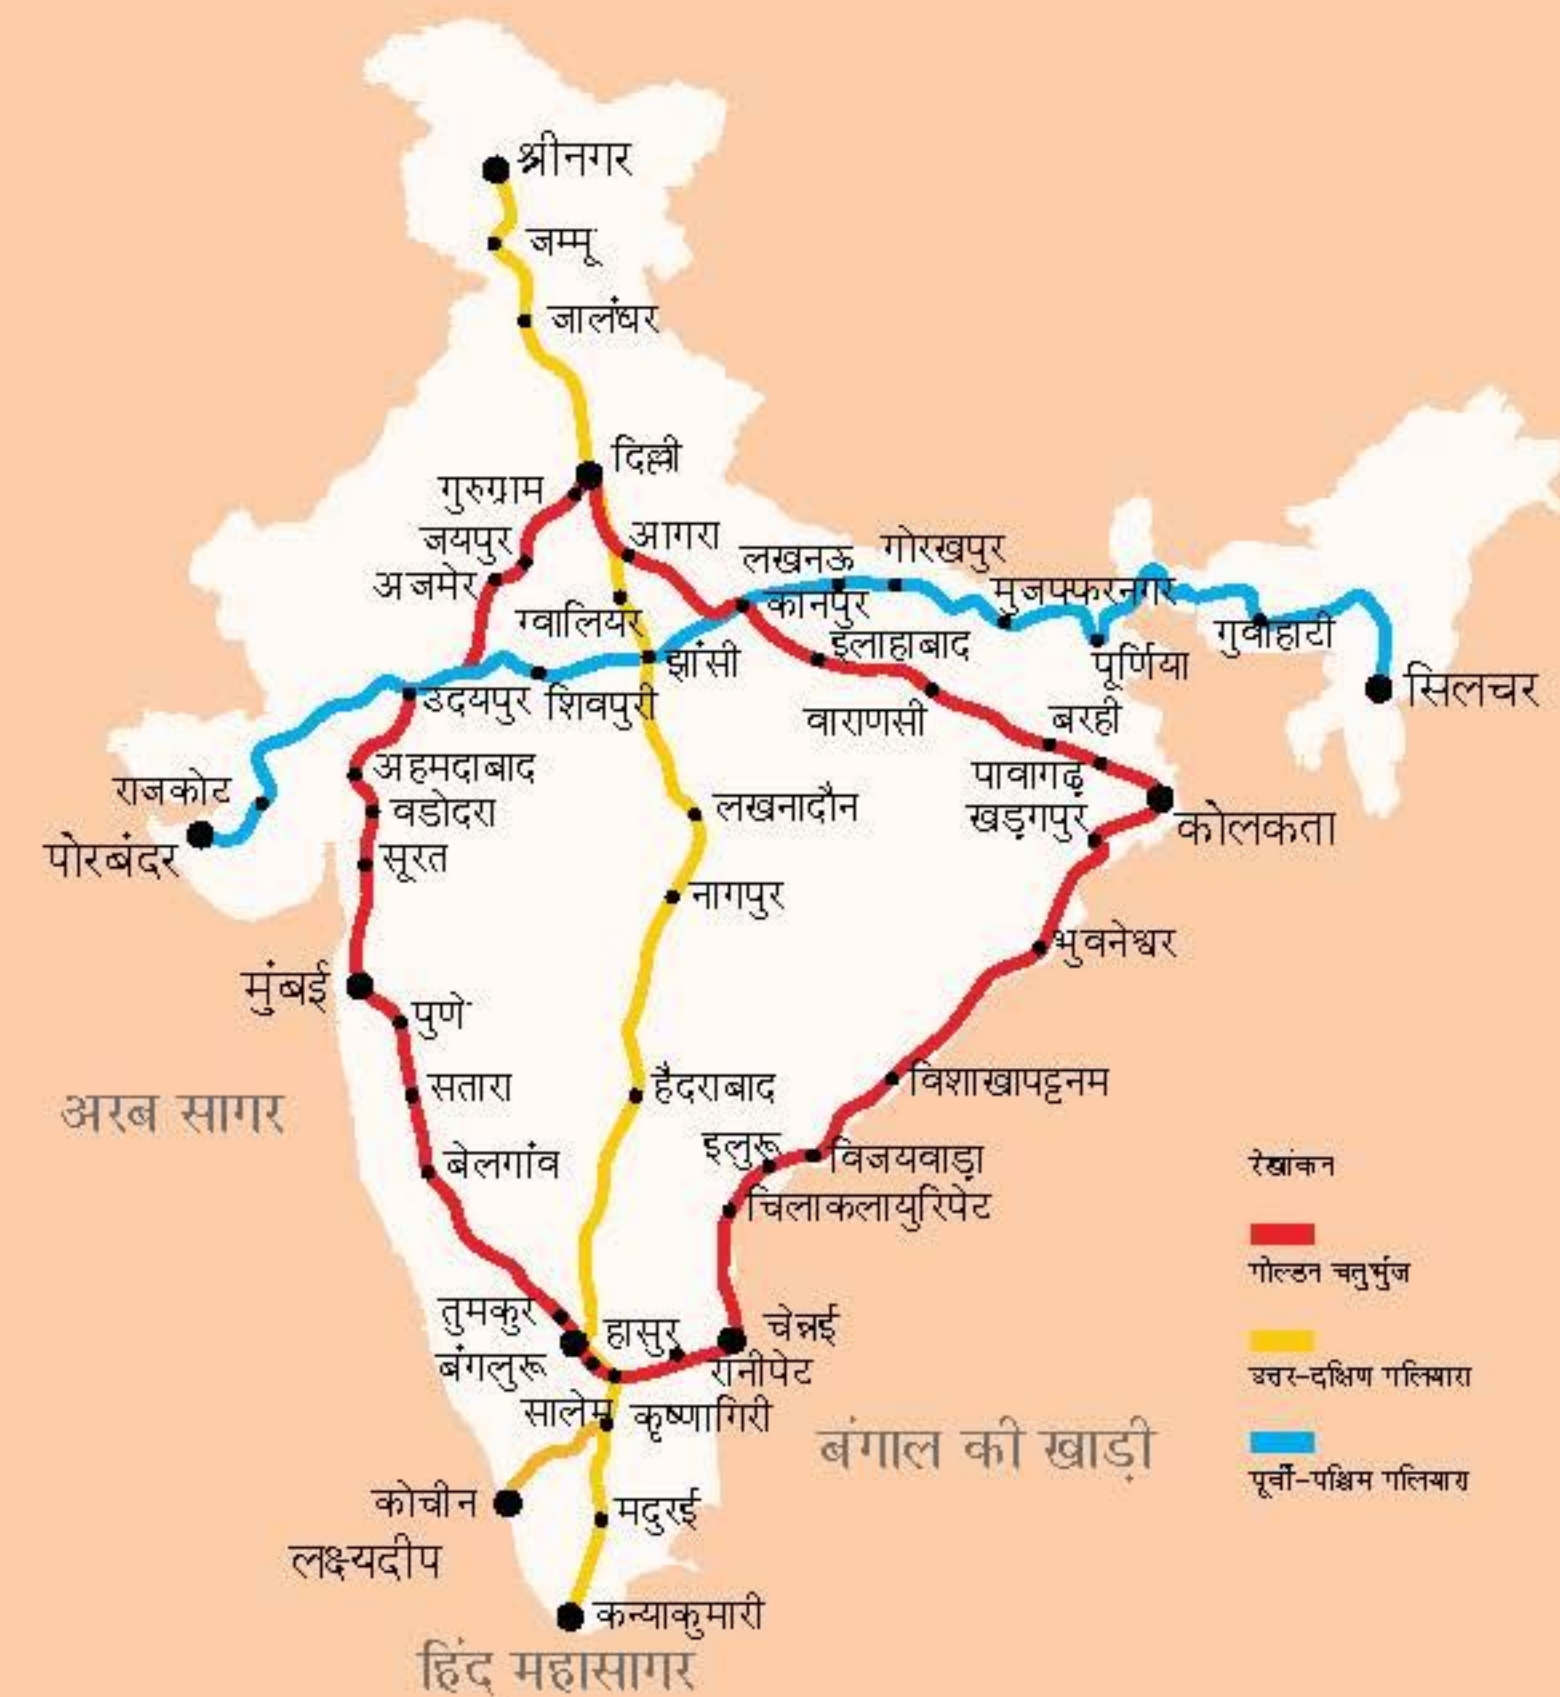 श्रीनगर
जम्मू
जालंधर
दिल्ली
गुरुग्राम
जयपुर
आगरा
अजमेर
लखनऊ
गोरखपुर
मुजफ्फरनगर
कानपुर
ग्वालियर
इलाहाबाद
गुवाहाटी
झांसी
पूर्णिया
सिलचर
उदयपुर
शिवपुरी
वाराणसी
बरही
अहमदाबाद
पावागढ़
राजकोट
वडोदरा
लखनादौन
खड़गपुर
कोलकता
पोरबंदर
सूरत
नागपुर
भुवनेश्वर
मुंबई
पुणे
सतारा
हैदराबाद
विशाखापट्टनम
अरब सागर
इलुरू
विजयवाड़ा
बेलगांव
रेखांकन
चिलाकलायुरिपेट
गोल्डन चतुर्भुज
तुमकुर
हासुर
चेन्नई
बंगलुरू
रानीपेट
उत्तर-दक्षिण गलियारा
सालेम
कृष्णागिरी
बंगाल की खाड़ी
पूर्वी-पश्चिम गलियारा
कोचीन
मदुरई
लक्ष्यदीप
कन्याकुमारी
हिंद महासागर